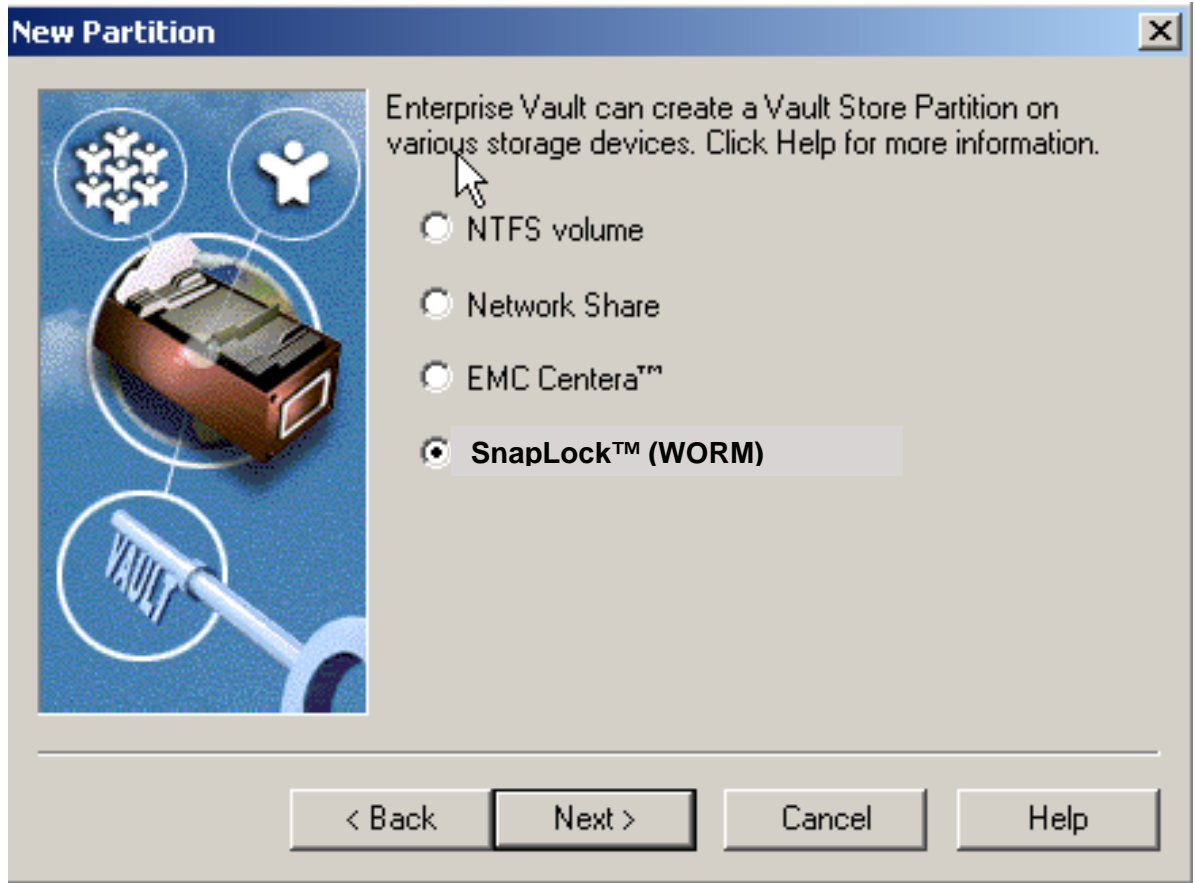 New Partition
Enterprise Vault can create a Vault Store Partition on
various storage devices. Click Help for more information.
NTFS volume
Network Share
EMC Centera™
SnapLock™ (WORM)
VAULT
< Back Next > Cancel Help